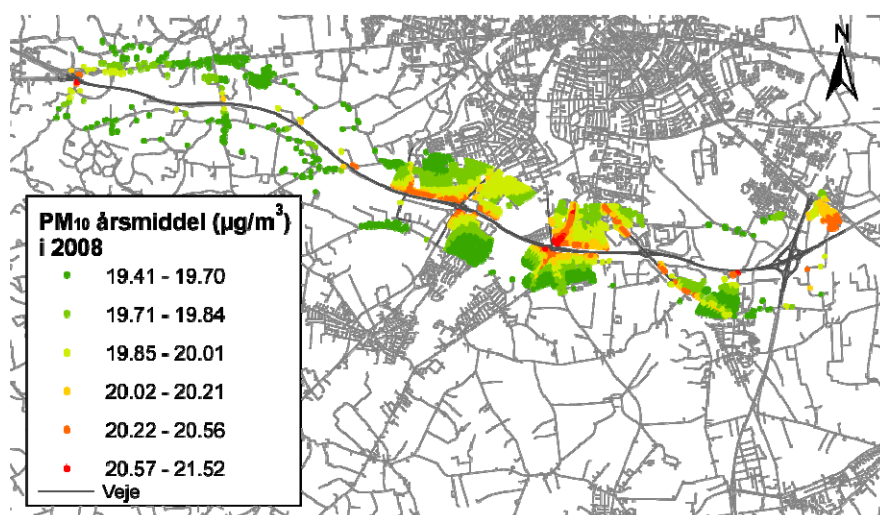 N
PM10 årsmiddel (µg/m³)
i 2008
19.41 - 19.70
19.71 - 19.84
19.85 - 20.01
20.02 - 20.21
20.22 - 20.56
20.57 - 21.52
Veje